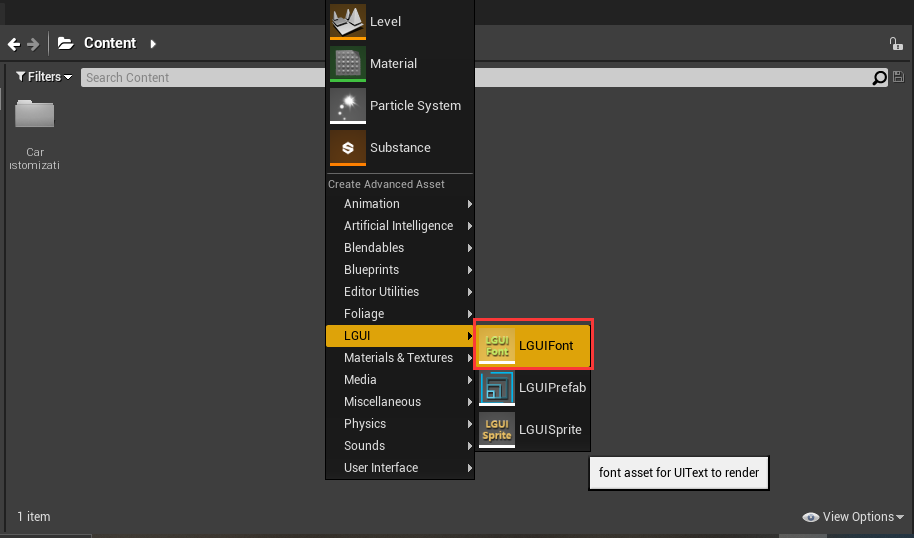 Level
Content
Material
Filters
Search Content
Particle System
Car
ıstomizati
Substance
Create Advanced Asset
Animation
Artificial Intelligence
Blendables
Blueprints
Editor Utilities
Foliage
LGUI
Materials & Textures
Media
Miscellaneous
Physics
Sounds
User Interface
LGUI
Font
LGUIFont
LGUIPrefab
LGUI
Sprite
LGUISprite
font asset for UIText to render
1 item
View Options